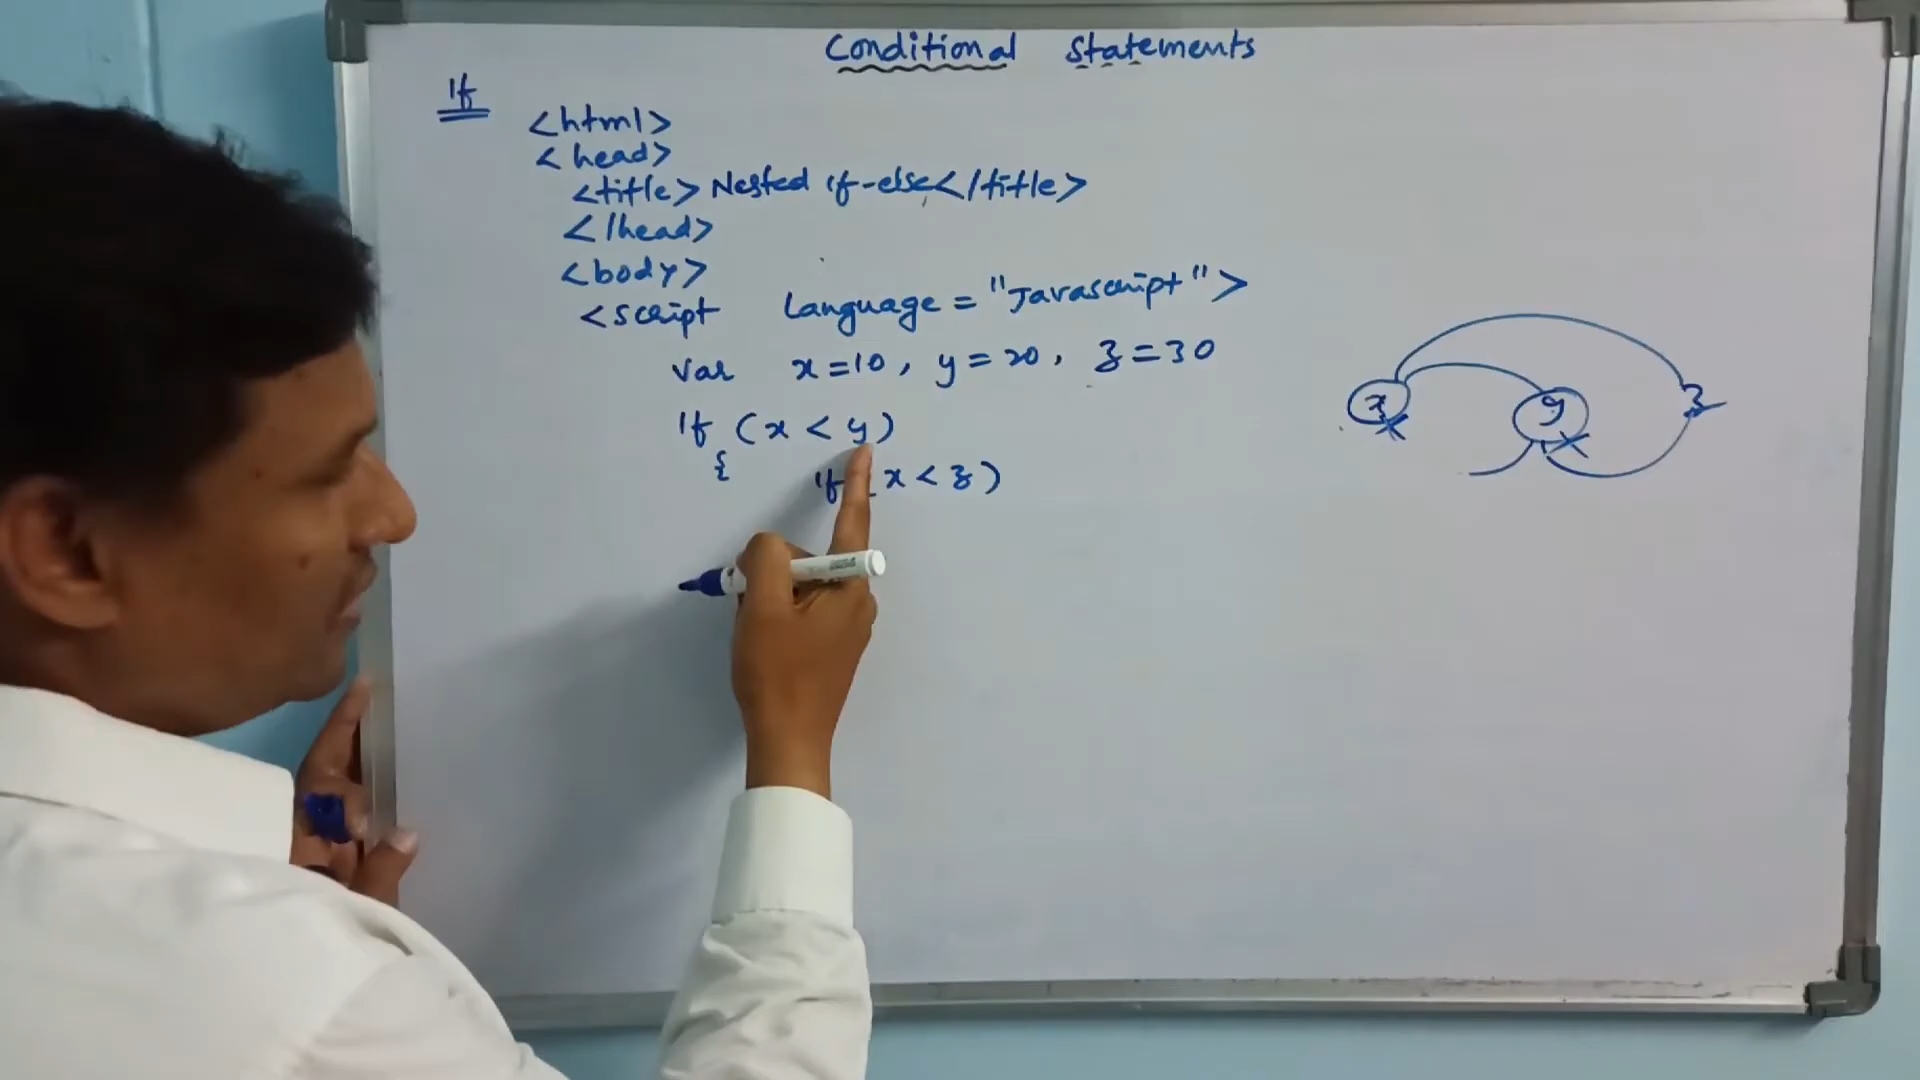 Conditional Statements
If
<html>
<head>
<title> Nested if-else</title>
</head>
<body>
<script language = "Javascript">
var x=10, y=20, z=30
If (x < y)
{ if (x < z)
x y z